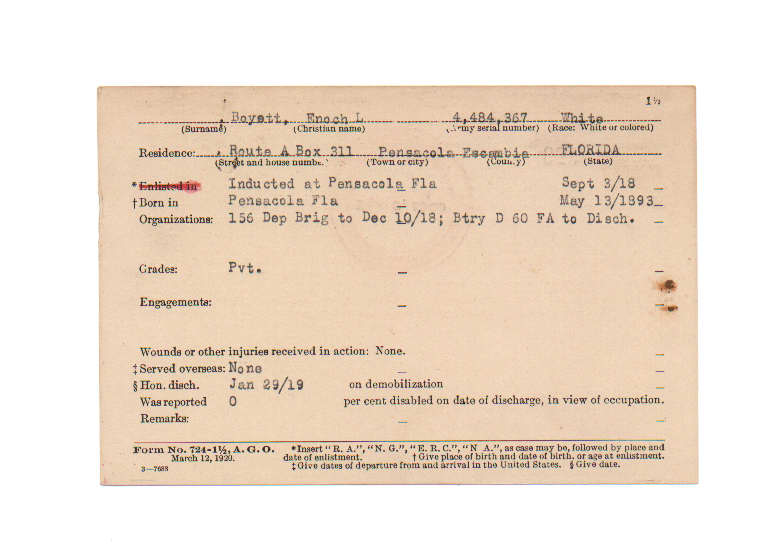 1½
Boyett, Enoch L 4,484,367 White
(Surname) (Christian name) (Army serial number) (Race: White or colored)
Residence: Route A Box 311 Pensacola Escambia FLORIDA
(Street and house number) (Town or city) (County) (State)
*Enlisted in Inducted at Pensacola Fla Sept 3/18
†Born in Pensacola Fla May 13/1893
Organizations: 156 Dep Brig to Dec 10/18; Btry D 60 FA to Disch.
Grades: Pvt.
Engagements:
Wounds or other injuries received in action: None.
‡Served overseas: None
§Hon. disch. Jan 29/19 on demobilization
Was reported 0 per cent disabled on date of discharge, in view of occupation.
Remarks:
Form No. 724-1½, A. G. O. *Insert "R. A.", "N. G.", "E. R. C.", "N A.", as case may be, followed by place and
March 12, 1920. date of enlistment. †Give place of birth and date of birth, or age at enlistment.
3—7688 ‡Give dates of departure from and arrival in the United States. §Give date.